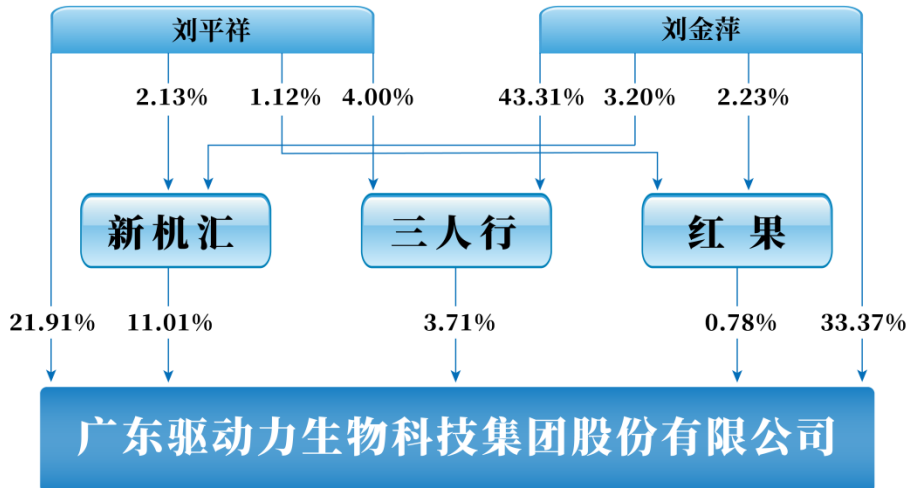 刘平祥 刘金萍
2.13% 1.12% 4.00% 43.31% 3.20% 2.23%
新机汇 三人行 红 果
21.91% 11.01% 3.71% 0.78% 33.37%
广东驱动力生物科技集团股份有限公司